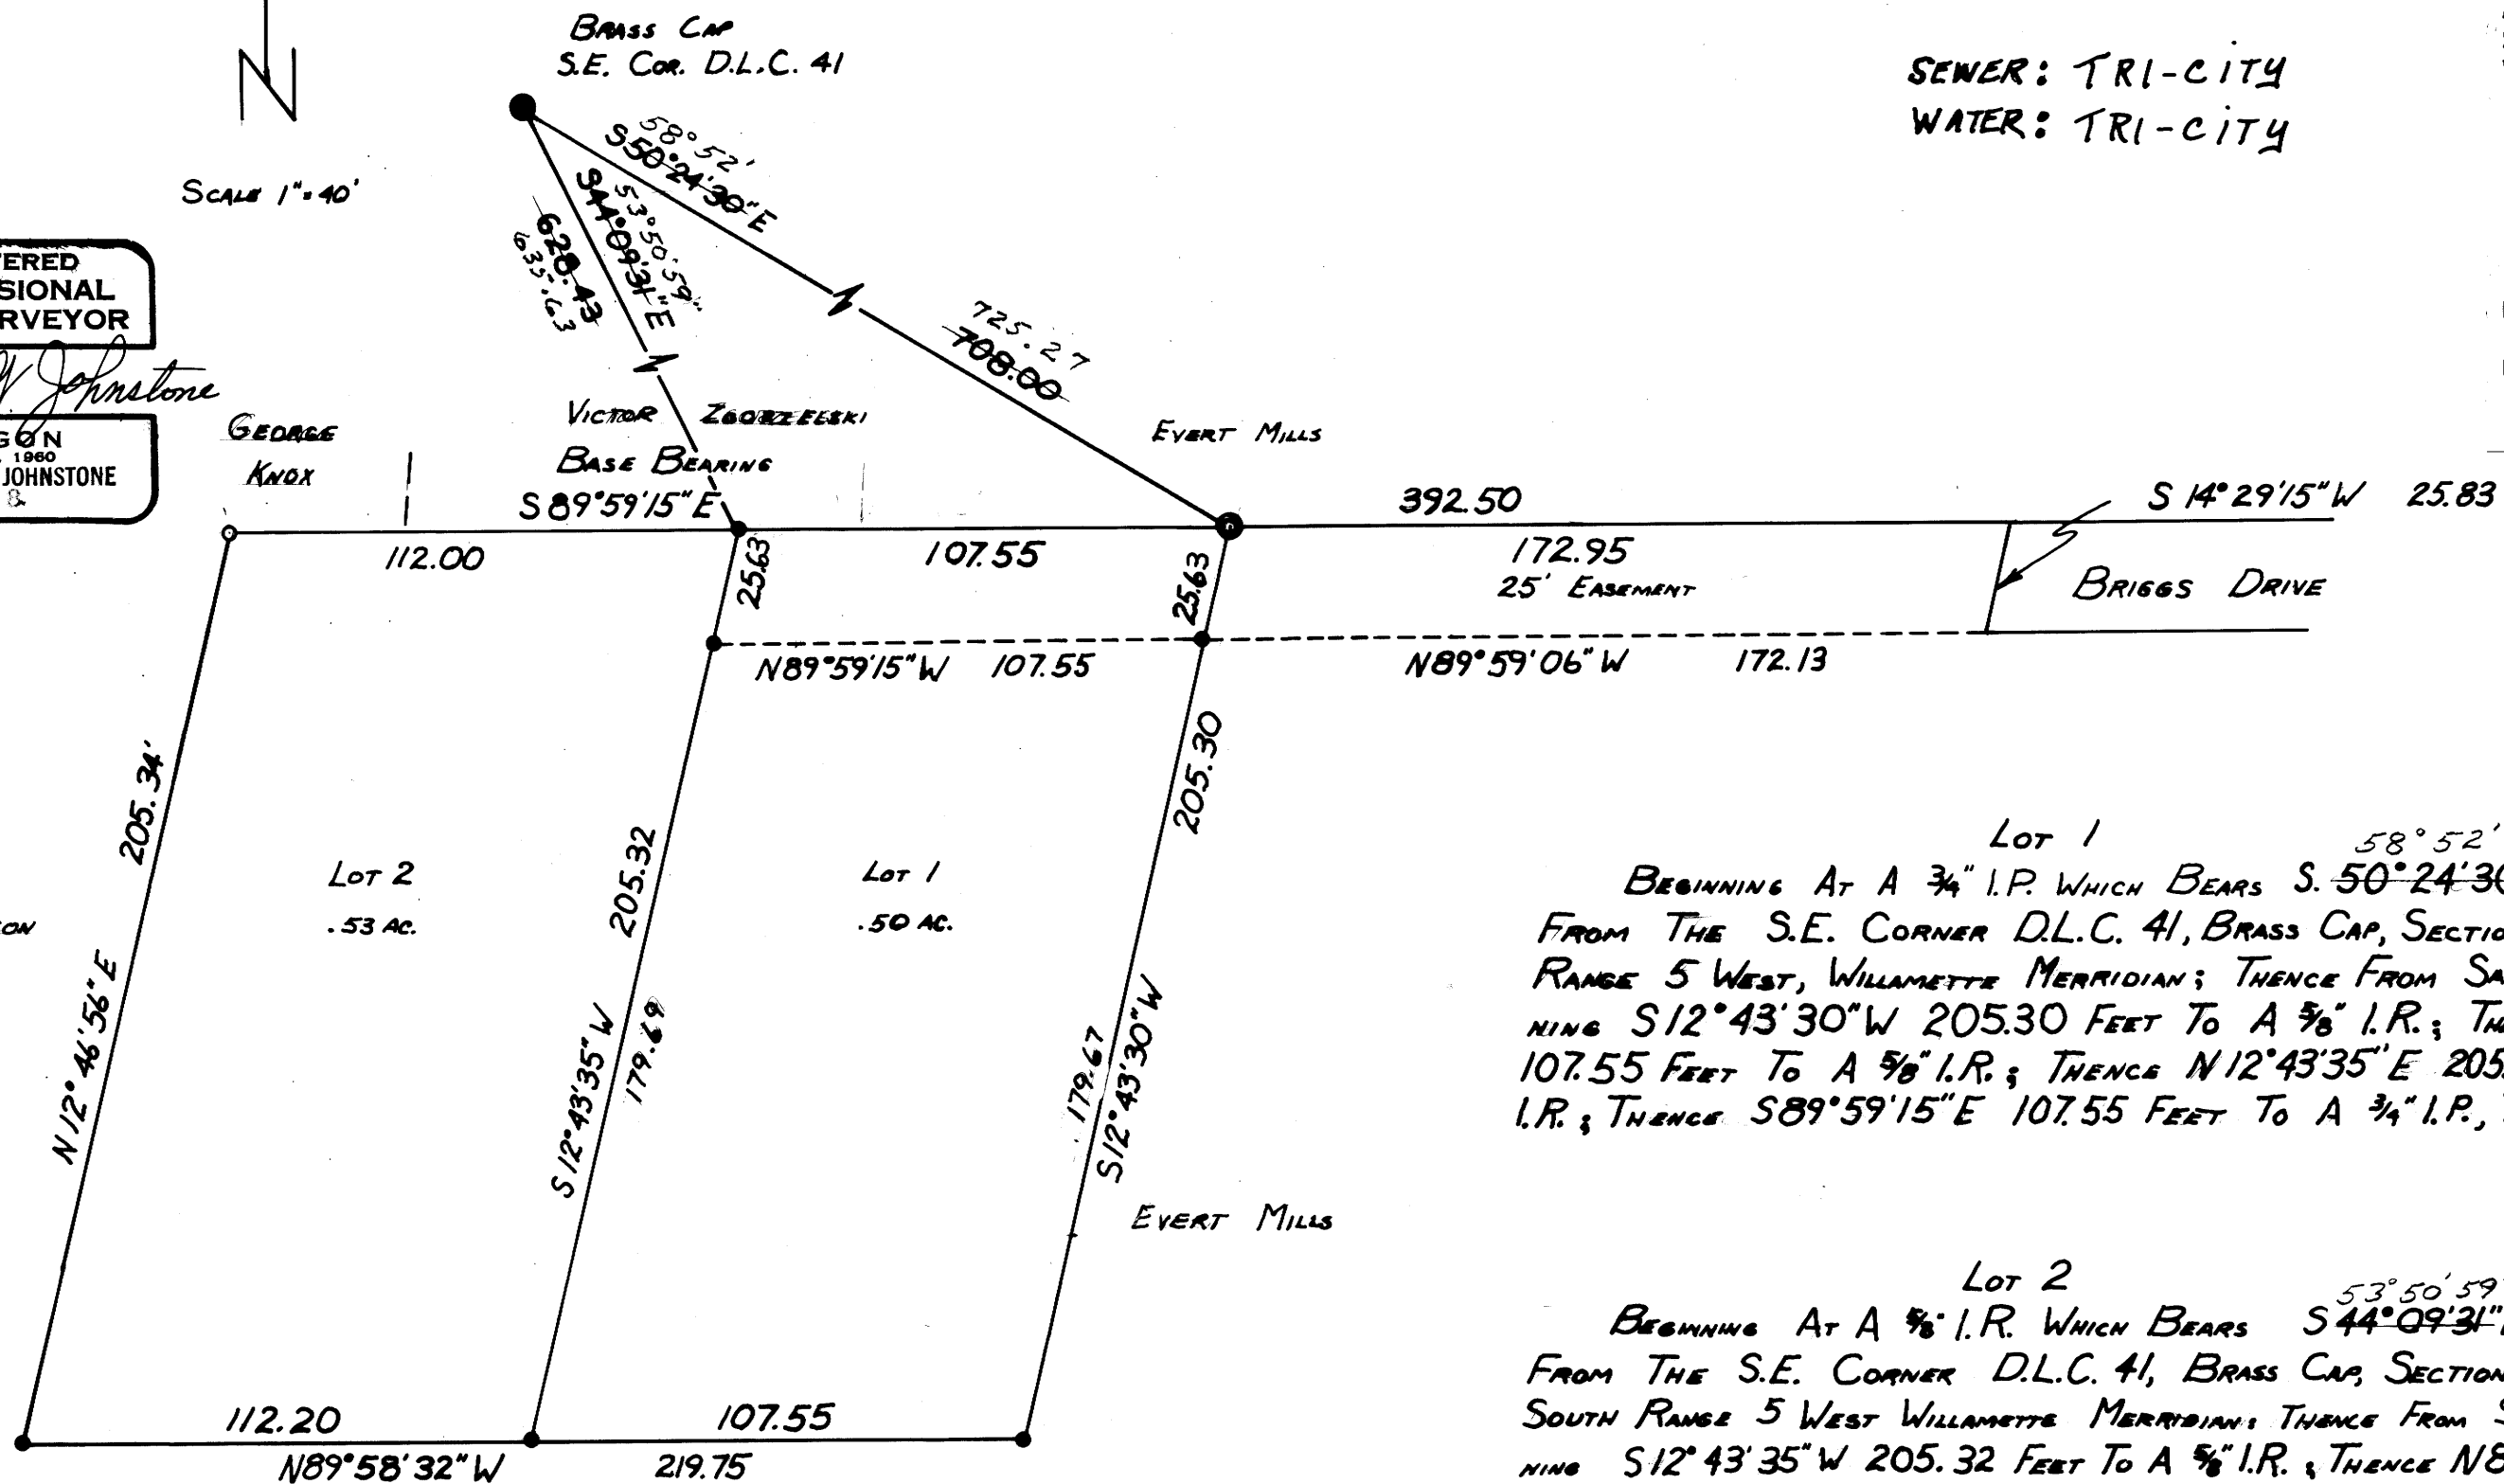 BRASS CAP
S.E. COR. D.L.C. 41
N
SCALE 1"=40'
SEWER: TRI-CITY
WATER: TRI-CITY
58°52'
S50°24'30"E
53°50'59"
S44°09'31"E
628.43
635.63
725.27
708.00
TERED
SIONAL
RVEYOR
W. Johnstone
GON
1960
JOHNSTONE
GEORGE
KNOX
VICTOR ZGORZELSKI
EVERT MILLS
BASE BEARING
S89°59'15"E
392.50
S 14°29'15"W 25.83
112.00
107.55
172.95
25' EASEMENT
BRIGGS DRIVE
25.63
25.63
N89°59'15"W 107.55
N89°59'06"W 172.13
205.34'
N12°46'56"E
205.32
S12°43'35"W
179.69
205.30
179.67
S12°43'30"W
LOT 2
.53 AC.
LOT 1
.50 AC.
ON
EVERT MILLS
112.20
107.55
N89°58'32"W 219.75
LOT 1
58°52'
BEGINNING AT A 3/4" I.P. WHICH BEARS S. 50°24'30
FROM THE S.E. CORNER D.L.C. 41, BRASS CAP, SECTIO
RANGE 5 WEST, WILLAMETTE MERRIDIAN; THENCE FROM SA
NING S12°43'30"W 205.30 FEET TO A 5/8" I.R.; THE
107.55 FEET TO A 5/8" I.R.; THENCE N12°43'35"E 205.
I.R.; THENCE S89°59'15"E 107.55 FEET TO A 3/4" I.P.,
LOT 2
53°50'59
BEGINNING AT A 5/8" I.R. WHICH BEARS S44°09'31"
FROM THE S.E. CORNER D.L.C. 41, BRASS CAP, SECTION
SOUTH RANGE 5 WEST WILLAMETTE MERRIDIAN; THENCE FROM S
NING S12°43'35"W 205.32 FEET TO A 5/8" I.R.; THENCE N8